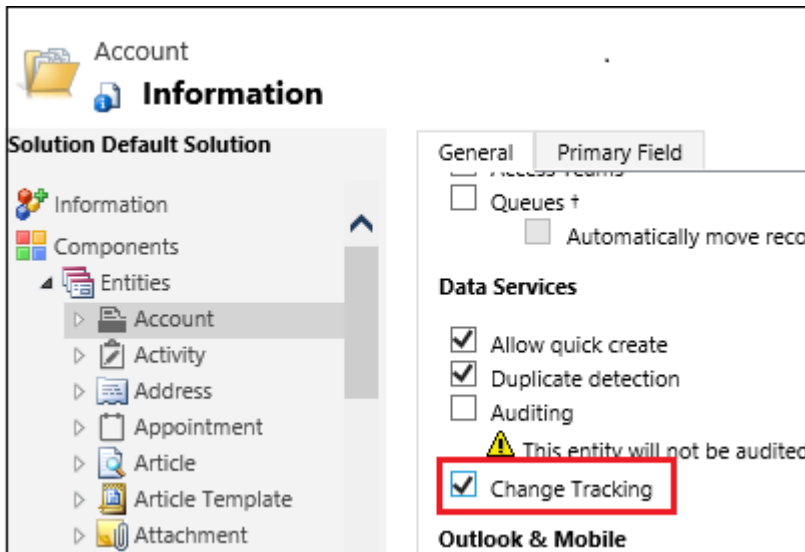 Account
Information
Solution Default Solution
Information
Components
Entities
Account
Activity
Address
Appointment
Article
Article Template
Attachment
General Primary Field
Access Teams
Queues †
Automatically move reco
Data Services
Allow quick create
Duplicate detection
Auditing
This entity will not be audited
Change Tracking
Outlook & Mobile